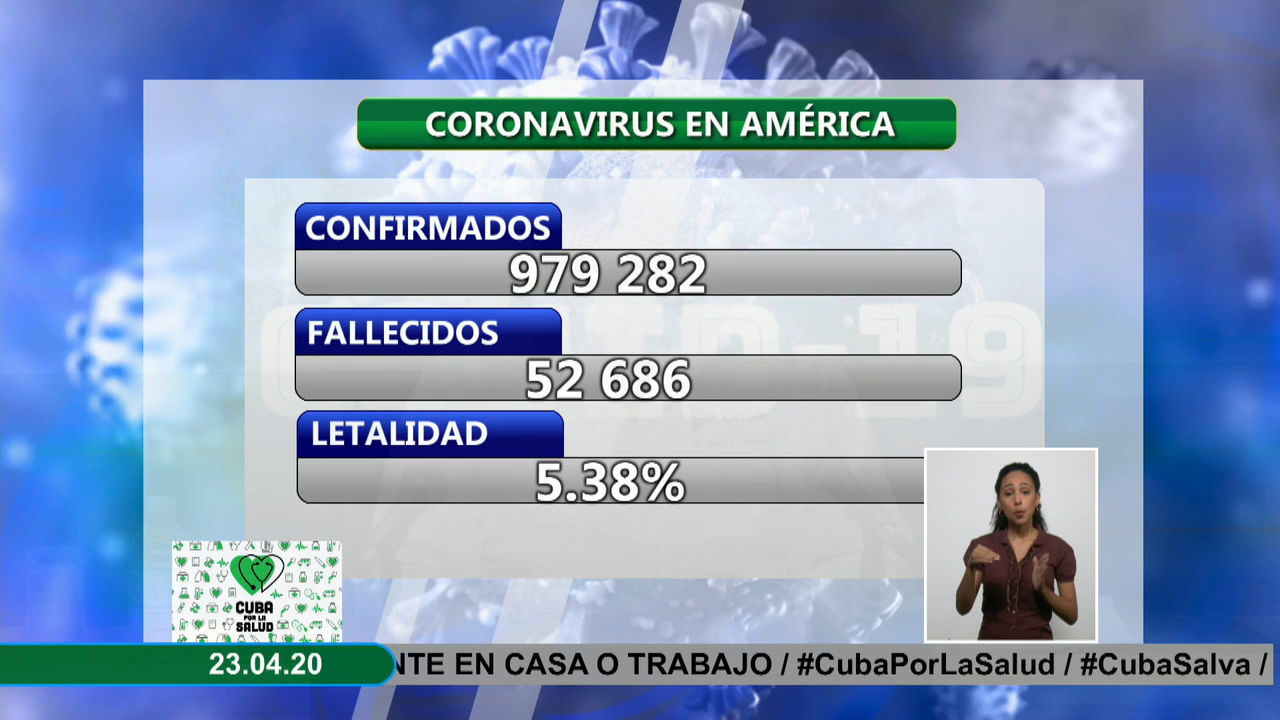 CORONAVIRUS EN AMÉRICA
CONFIRMADOS
979 282
FALLECIDOS
52 686
LETALIDAD
5.38%
CUBA
POR LA
SALUD
23.04.20
NTE EN CASA O TRABAJO / #CubaPorLaSalud / #CubaSalva /